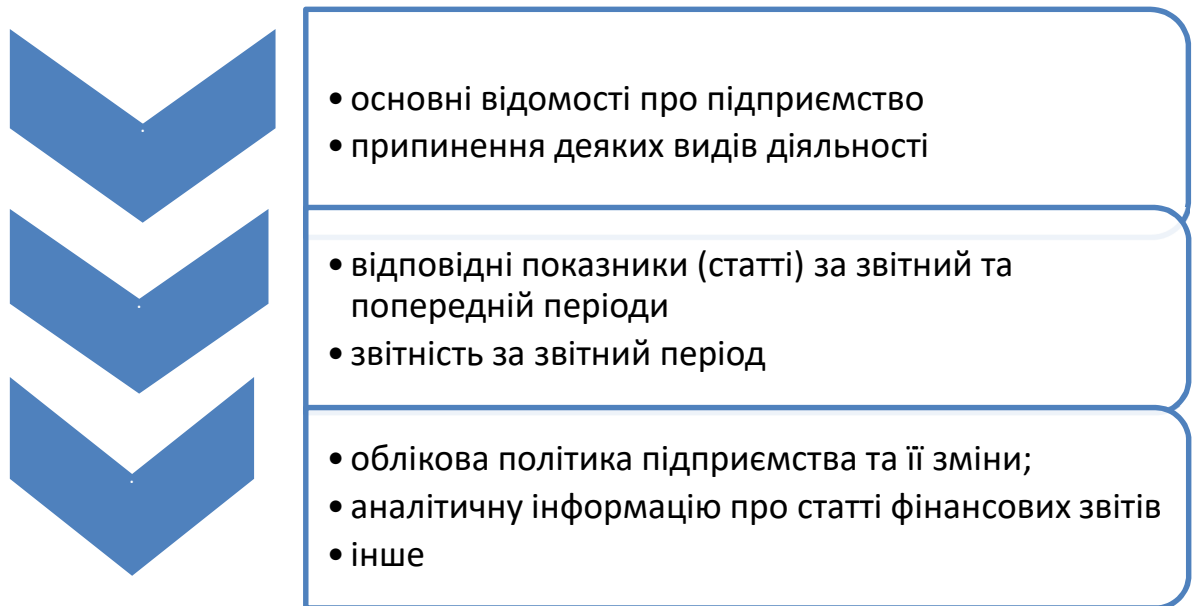 • основні відомості про підприємство
• припинення деяких видів діяльності
• відповідні показники (статті) за звітний та
попередній періоди
• звітність за звітний період
• облікова політика підприємства та її зміни;
• аналітичну інформацію про статті фінансових звітів
• інше